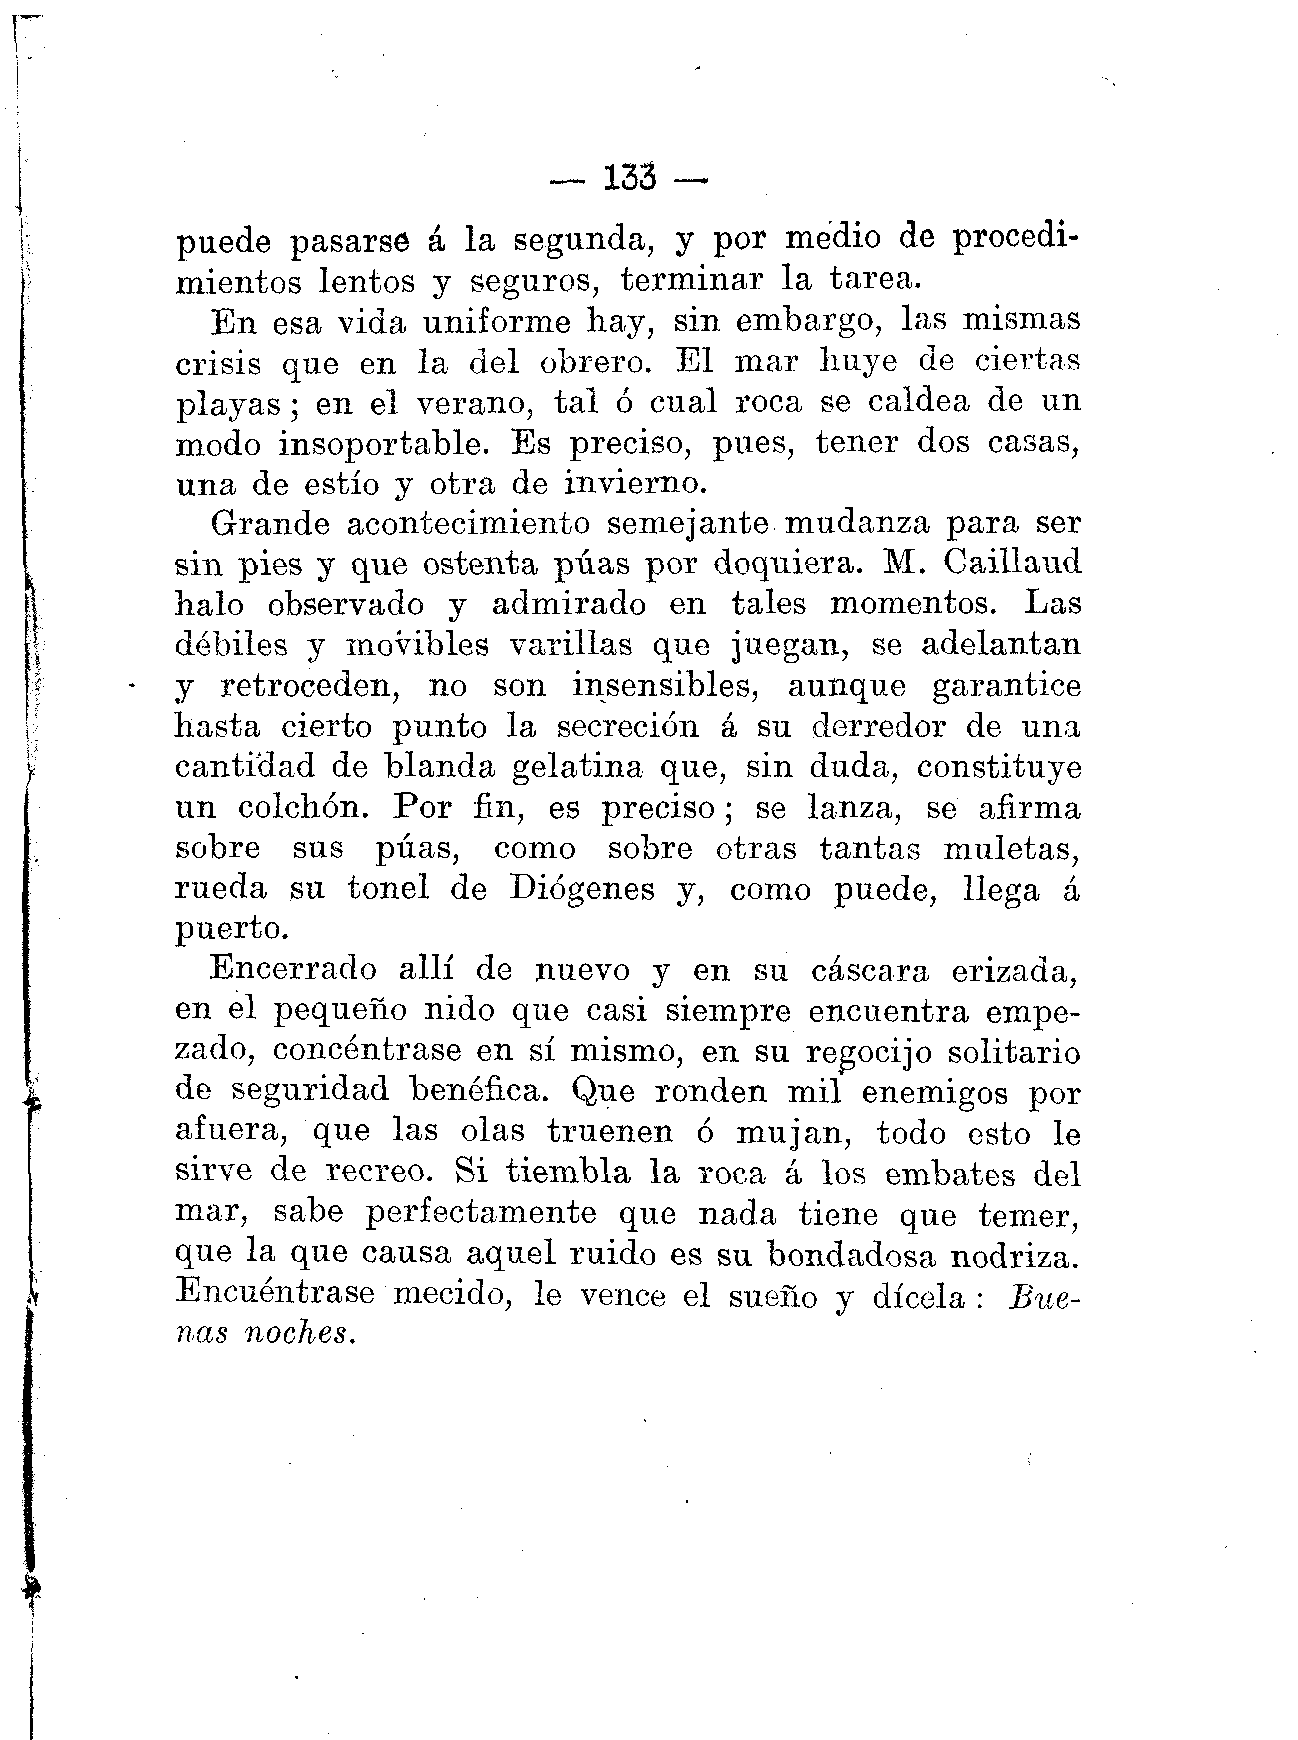 — 133 —
puede pasarse á la segunda, y por medio de procedi-
mientos lentos y seguros, terminar la tarea.
En esa vida uniforme hay, sin embargo, las mismas
crisis que en la del obrero. El mar huye de ciertas
playas; en el verano, tal ó cual roca se caldea de un
modo insoportable. Es preciso, pues, tener dos casas,
una de estío y otra de invierno.
Grande acontecimiento semejante mudanza para ser
sin pies y que ostenta púas por doquiera. M. Caillaud
halo observado y admirado en tales momentos. Las
débiles y movibles varillas que juegan, se adelantan
y retroceden, no son insensibles, aunque garantice
hasta cierto punto la secreción á su derredor de una
cantidad de blanda gelatina que, sin duda, constituye
un colchón. Por fin, es preciso; se lanza, se afirma
sobre sus púas, como sobre otras tantas muletas,
rueda su tonel de Diógenes y, como puede, llega á
puerto.
Encerrado allí de nuevo y en su cáscara erizada,
en el pequeño nido que casi siempre encuentra empe-
zado, concéntrase en sí mismo, en su regocijo solitario
de seguridad benéfica. Que ronden mil enemigos por
afuera, que las olas truenen ó mujan, todo esto le
sirve de recreo. Si tiembla la roca á los embates del
mar, sabe perfectamente que nada tiene que temer,
que la que causa aquel ruido es su bondadosa nodriza.
Encuéntrase mecido, le vence el sueño y dícela: Bue-
nas noches.